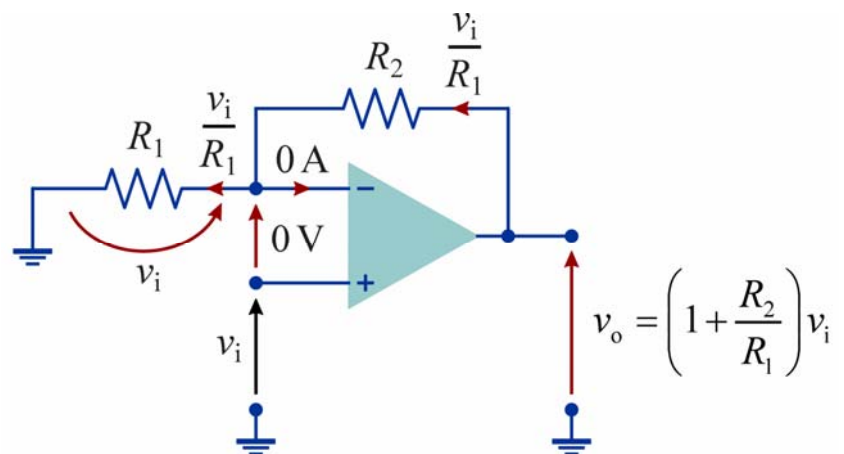 v_i/R_1
R_2
R_1
v_i/R_1
0 A
−
0 V
v_i
+
v_i
v_o = (1 + R_2/R_1) v_i